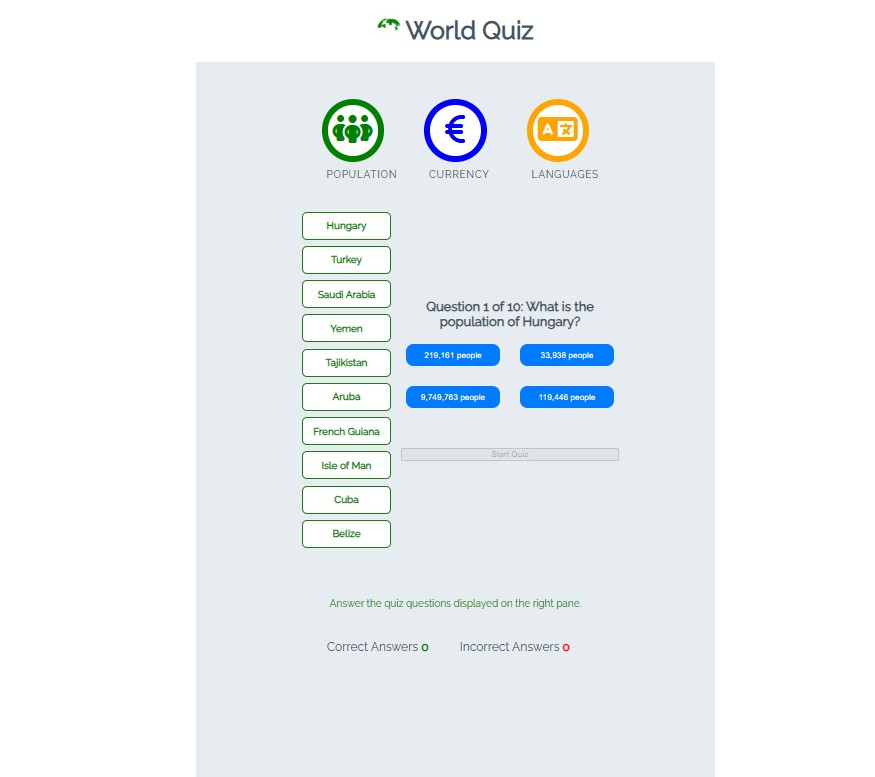 World Quiz
POPULATION
CURRENCY
LANGUAGES
Hungary
Turkey
Saudi Arabia
Yemen
Tajikistan
Aruba
French Guiana
Isle of Man
Cuba
Belize
Question 1 of 10: What is the
population of Hungary?
219,161 people
33,938 people
9,749,763 people
119,446 people
Start Quiz
Answer the quiz questions displayed on the right pane.
Correct Answers 0
Incorrect Answers 0